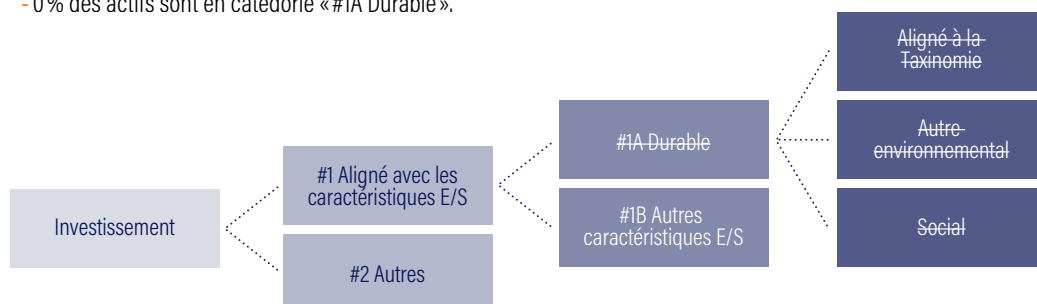 - 0 % des actifs sont en catégorie « #1A Durable ».
Aligné à la
Taxinomie
#1A Durable
Autre
environnemental
#1 Aligné avec les
caractéristiques E/S
Investissement
#1B Autres
caractéristiques E/S
Social
#2 Autres